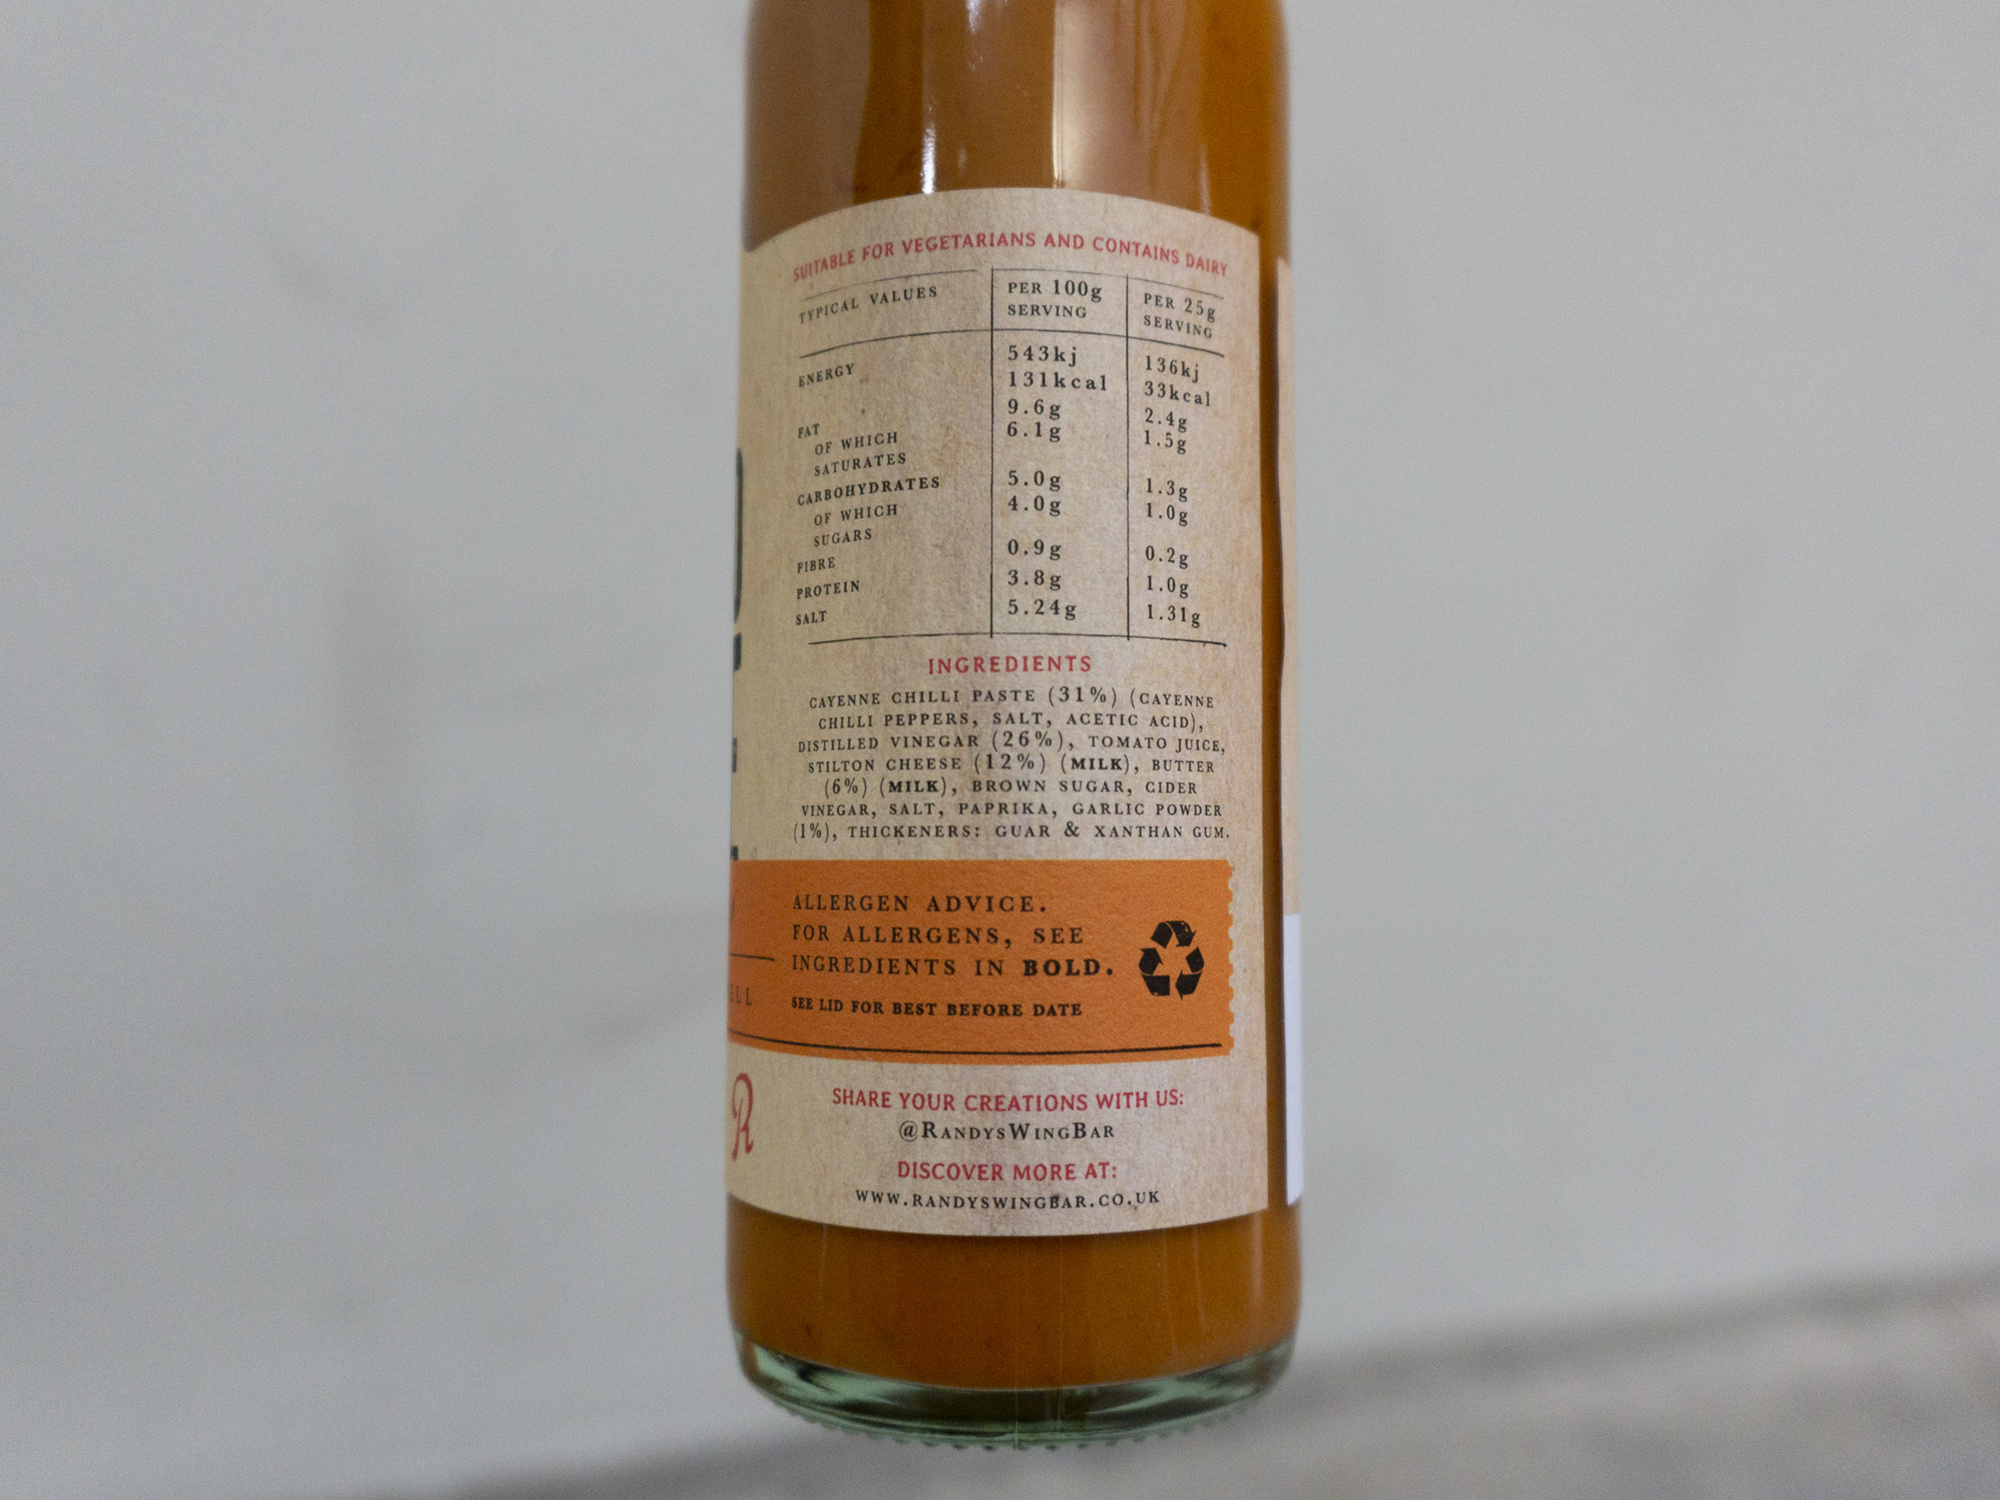 SUITABLE FOR VEGETARIANS AND CONTAINS DAIRY
TYPICAL VALUES PER 100g SERVING PER 25g SERVING
ENERGY 543kj 136kj
131kcal 33kcal
FAT 9.6g 2.4g
OF WHICH SATURATES 6.1g 1.5g
CARBOHYDRATES 5.0g 1.3g
OF WHICH SUGARS 4.0g 1.0g
FIBRE 0.9g 0.2g
PROTEIN 3.8g 1.0g
SALT 5.24g 1.31g
INGREDIENTS
CAYENNE CHILLI PASTE (31%) (CAYENNE
CHILLI PEPPERS, SALT, ACETIC ACID),
DISTILLED VINEGAR (26%), TOMATO JUICE,
STILTON CHEESE (12%) (MILK), BUTTER
(6%) (MILK), BROWN SUGAR, CIDER
VINEGAR, SALT, PAPRIKA, GARLIC POWDER
(1%), THICKENERS: GUAR & XANTHAN GUM.
ALLERGEN ADVICE.
FOR ALLERGENS, SEE
INGREDIENTS IN BOLD.
SEE LID FOR BEST BEFORE DATE
SHARE YOUR CREATIONS WITH US:
@RANDYSWINGBAR
DISCOVER MORE AT:
WWW.RANDYSWINGBAR.CO.UK
R